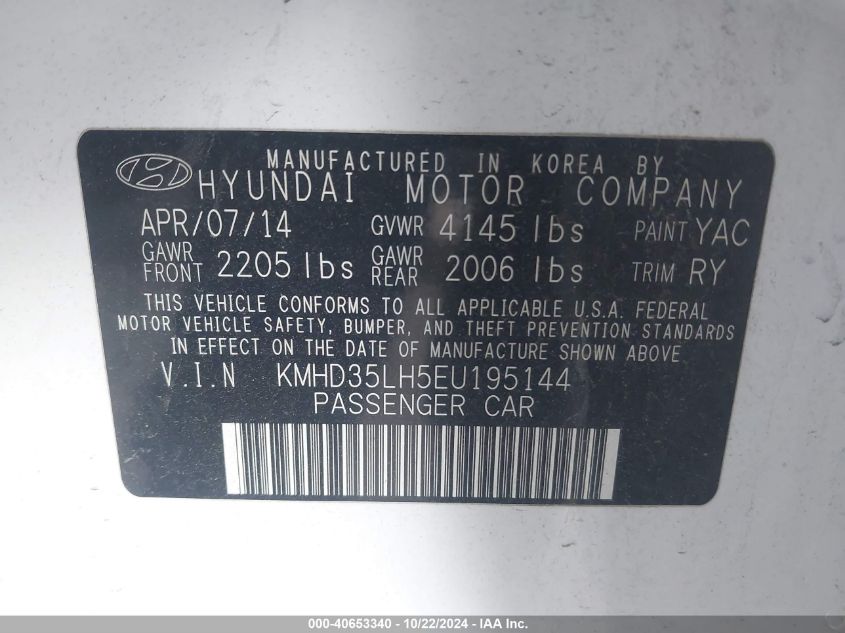 MANUFACTURED IN KOREA BY
HYUNDAI MOTOR COMPANY
APR/07/14 GVWR 4145 lbs PAINT YAC
GAWR FRONT 2205 lbs GAWR REAR 2006 lbs TRIM RY
THIS VEHICLE CONFORMS TO ALL APPLICABLE U.S.A. FEDERAL
MOTOR VEHICLE SAFETY, BUMPER, AND THEFT PREVENTION STANDARDS
IN EFFECT ON THE DATE OF MANUFACTURE SHOWN ABOVE
V.I.N KMHD35LH5EU195144
PASSENGER CAR
000-40653340 - 10/22/2024 - IAA Inc.